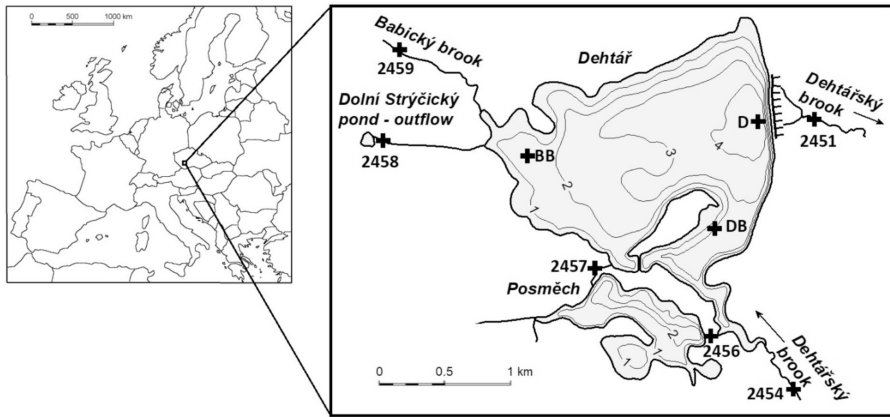 0 500 1000 km
Babický brook
2459
Dolní Strýčický
pond - outflow
2458
Dehtář
Dehtářský
brook
D
2451
BB
DB
1
2
3
4
2457
Posměch
2456
1
2
1
Dehtářský
brook
2454
0 0.5 1 km